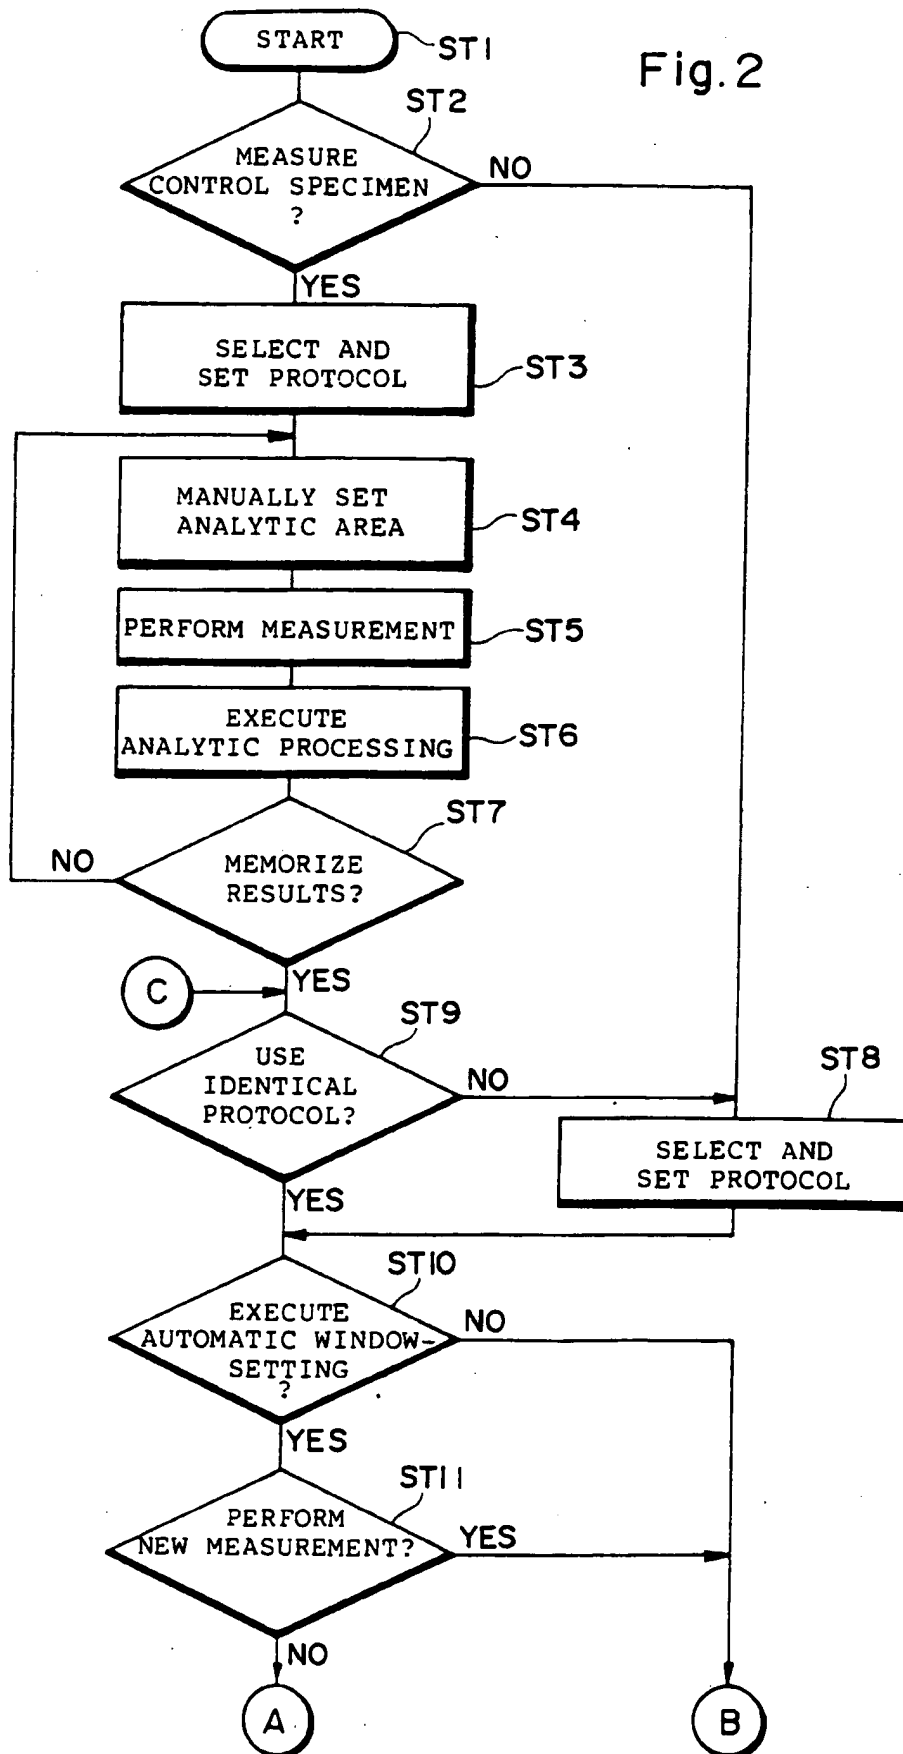 START
ST1
Fig. 2
ST2
MEASURE
CONTROL SPECIMEN
?
NO
YES
SELECT AND
SET PROTOCOL
ST3
MANUALLY SET
ANALYTIC AREA
ST4
PERFORM MEASUREMENT
ST5
EXECUTE
ANALYTIC PROCESSING
ST6
ST7
MEMORIZE
RESULTS?
NO
YES
C
ST9
USE
IDENTICAL
PROTOCOL?
NO
ST8
SELECT AND
SET PROTOCOL
YES
ST10
EXECUTE
AUTOMATIC WINDOW-
SETTING
?
NO
YES
ST11
PERFORM
NEW MEASUREMENT?
YES
NO
A
B